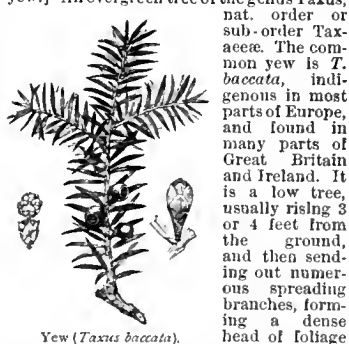 yew.] An evergreen tree of the genus Taxus,
nat. order or
sub-order Tax-
aceæ. The com-
mon yew is T.
baccata, indi-
genous in most
parts of Europe,
and found in
many parts of
Great Britain
and Ireland. It
is a low tree,
usually rising 3
or 4 feet from
the ground,
and then send-
ing out numer-
ous spreading
branches, form-
ing a dense
head of foliage
Yew (Taxus baccata).